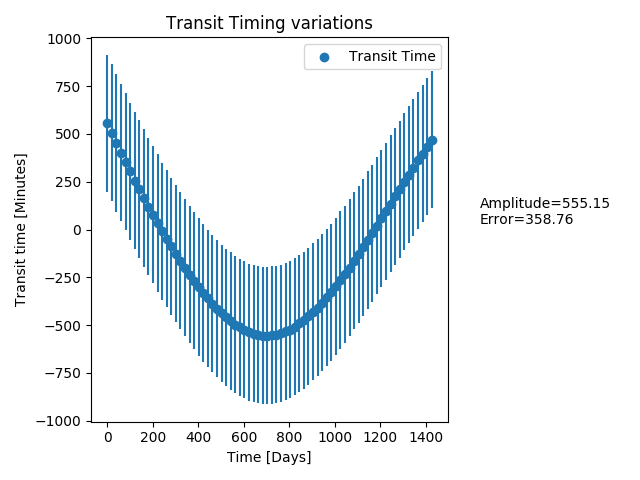 Transit Timing variations
Transit Time
Transit time [Minutes]
1000
750
500
250
0
−250
−500
−750
−1000
0 200 400 600 800 1000 1200 1400
Time [Days]
Amplitude=555.15
Error=358.76